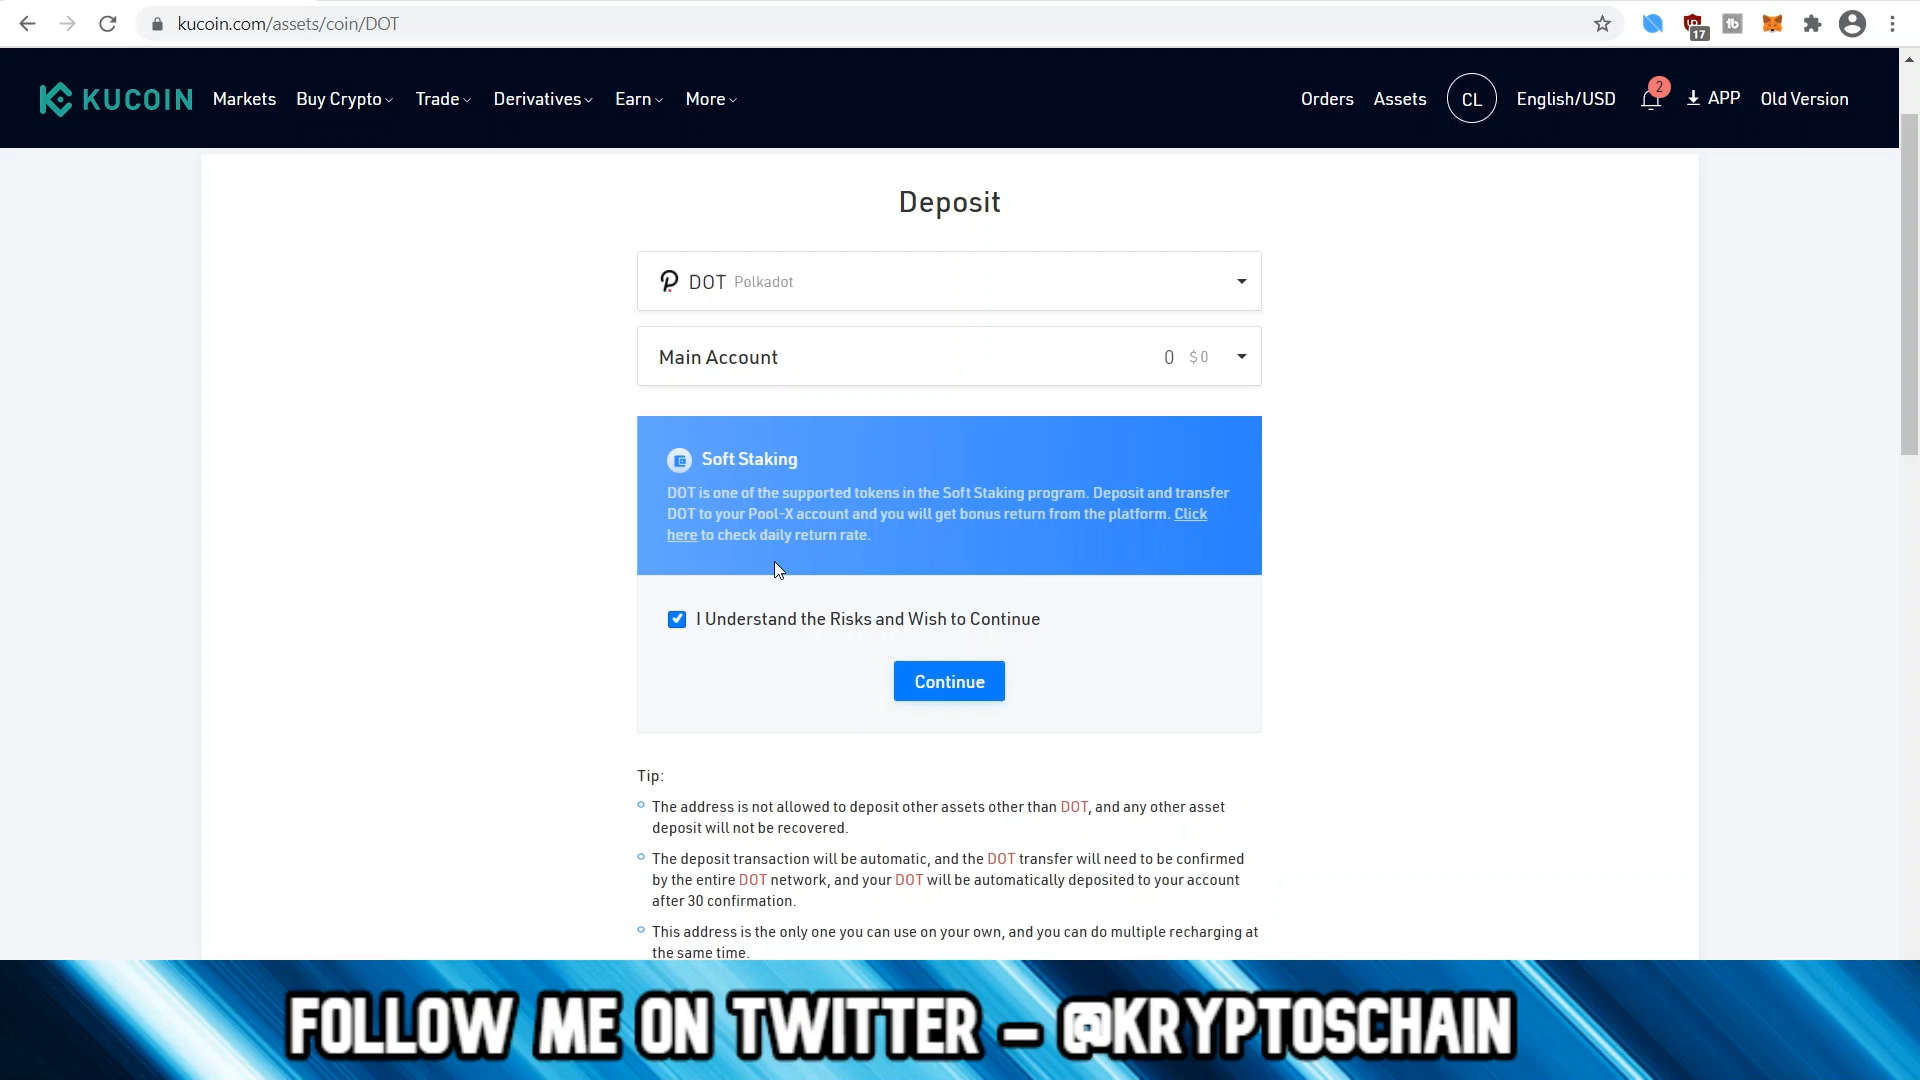 kucoin.com/assets/coin/DOT
17
KUCOIN Markets Buy Crypto Trade Derivatives Earn More Orders Assets CL English/USD 2 APP Old Version
Deposit
DOT Polkadot
Main Account 0 $0
Soft Staking
DOT is one of the supported tokens in the Soft Staking program. Deposit and transfer
DOT to your Pool-X account and you will get bonus return from the platform. Click
here to check daily return rate.
I Understand the Risks and Wish to Continue
Continue
Tip:
The address is not allowed to deposit other assets other than DOT, and any other asset
deposit will not be recovered.
The deposit transaction will be automatic, and the DOT transfer will need to be confirmed
by the entire DOT network, and your DOT will be automatically deposited to your account
after 30 confirmation.
This address is the only one you can use on your own, and you can do multiple recharging at
the same time.
FOLLOW ME ON TWITTER – @KRYPTOSCHAIN